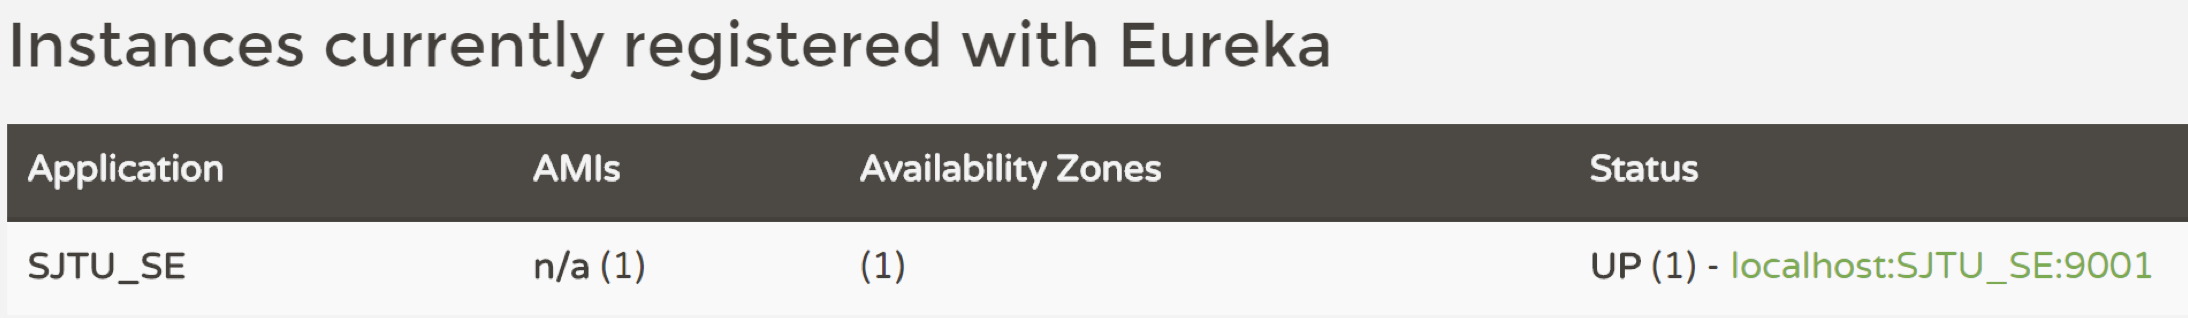 Instances currently registered with Eureka
Application AMIs Availability Zones Status
SJTU_SE n/a (1) (1) UP (1) - localhost:SJTU_SE:9001